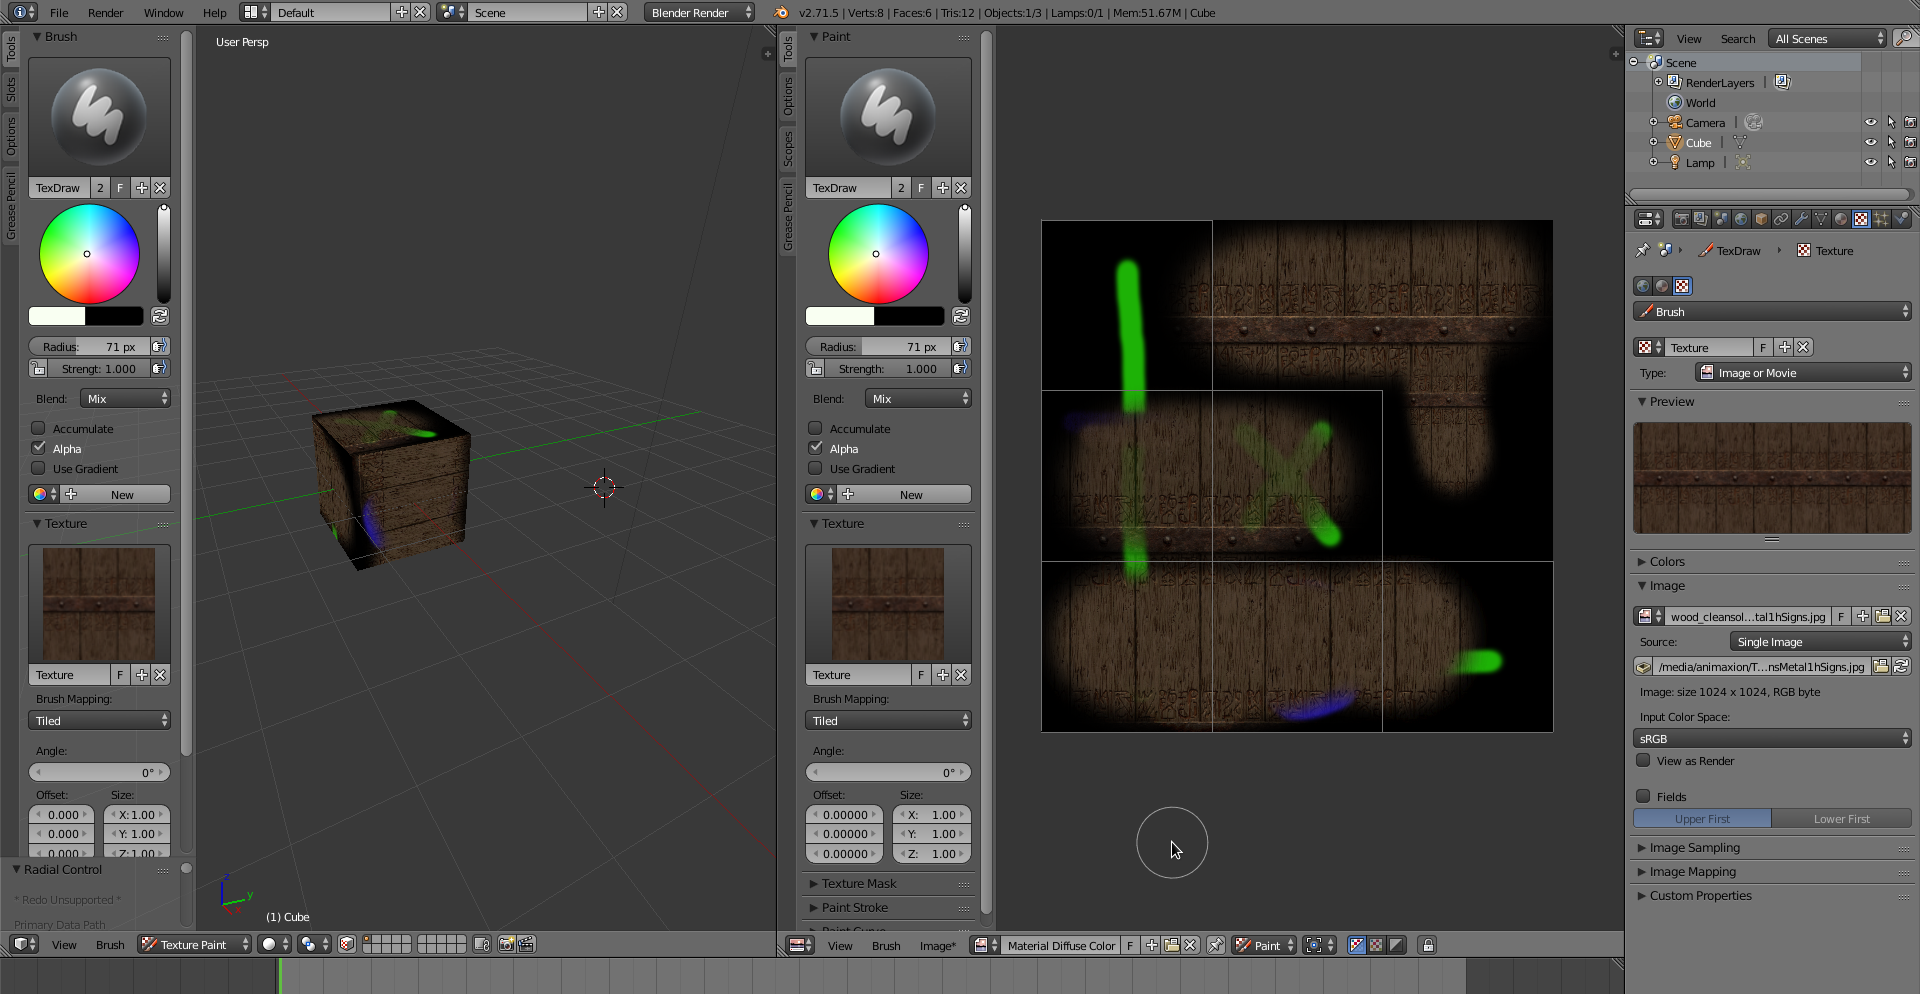 File Render Window Help Default Scene Blender Render v2.71.5 | Verts:8 | Faces:6 | Tris:12 | Objects:1/3 | Lamps:0/1 | Mem:51.67M | Cube
Tools
Slots
Options
Grease Pencil
Brush
TexDraw 2 F
Radius: 71 px
Strengt: 1.000
Blend: Mix
Accumulate
Alpha
Use Gradient
New
Texture
Texture F
Brush Mapping:
Tiled
Angle:
0°
Offset: Size:
0.000 X: 1.00
0.000 Y: 1.00
0.000 Z: 1.00
Radial Control
* Redo Unsupported *
Primary Data Path
User Persp
z
y
x
(1) Cube
View Brush Texture Paint
Tools
Options
Scopes
Grease Pencil
Paint
TexDraw 2 F
Radius: 71 px
Strength: 1.000
Blend: Mix
Accumulate
Alpha
Use Gradient
New
Texture
Texture F
Brush Mapping:
Tiled
Angle:
0°
Offset: Size:
0.00000 X: 1.00
0.00000 Y: 1.00
0.00000 Z: 1.00
Texture Mask
Paint Stroke
Paint Curve
View Brush Image* Material Diffuse Color F Paint
View Search All Scenes
Scene
RenderLayers |
World
Camera |
Cube |
Lamp |
TexDraw Texture
Brush
Texture F
Type: Image or Movie
Preview
Colors
Image
wood_cleansol...tal1hSigns.jpg F
Source: Single Image
/media/animaxion/T...nsMetal1hSigns.jpg
Image: size 1024 x 1024, RGB byte
Input Color Space:
sRGB
View as Render
Fields
Upper First Lower First
Image Sampling
Image Mapping
Custom Properties